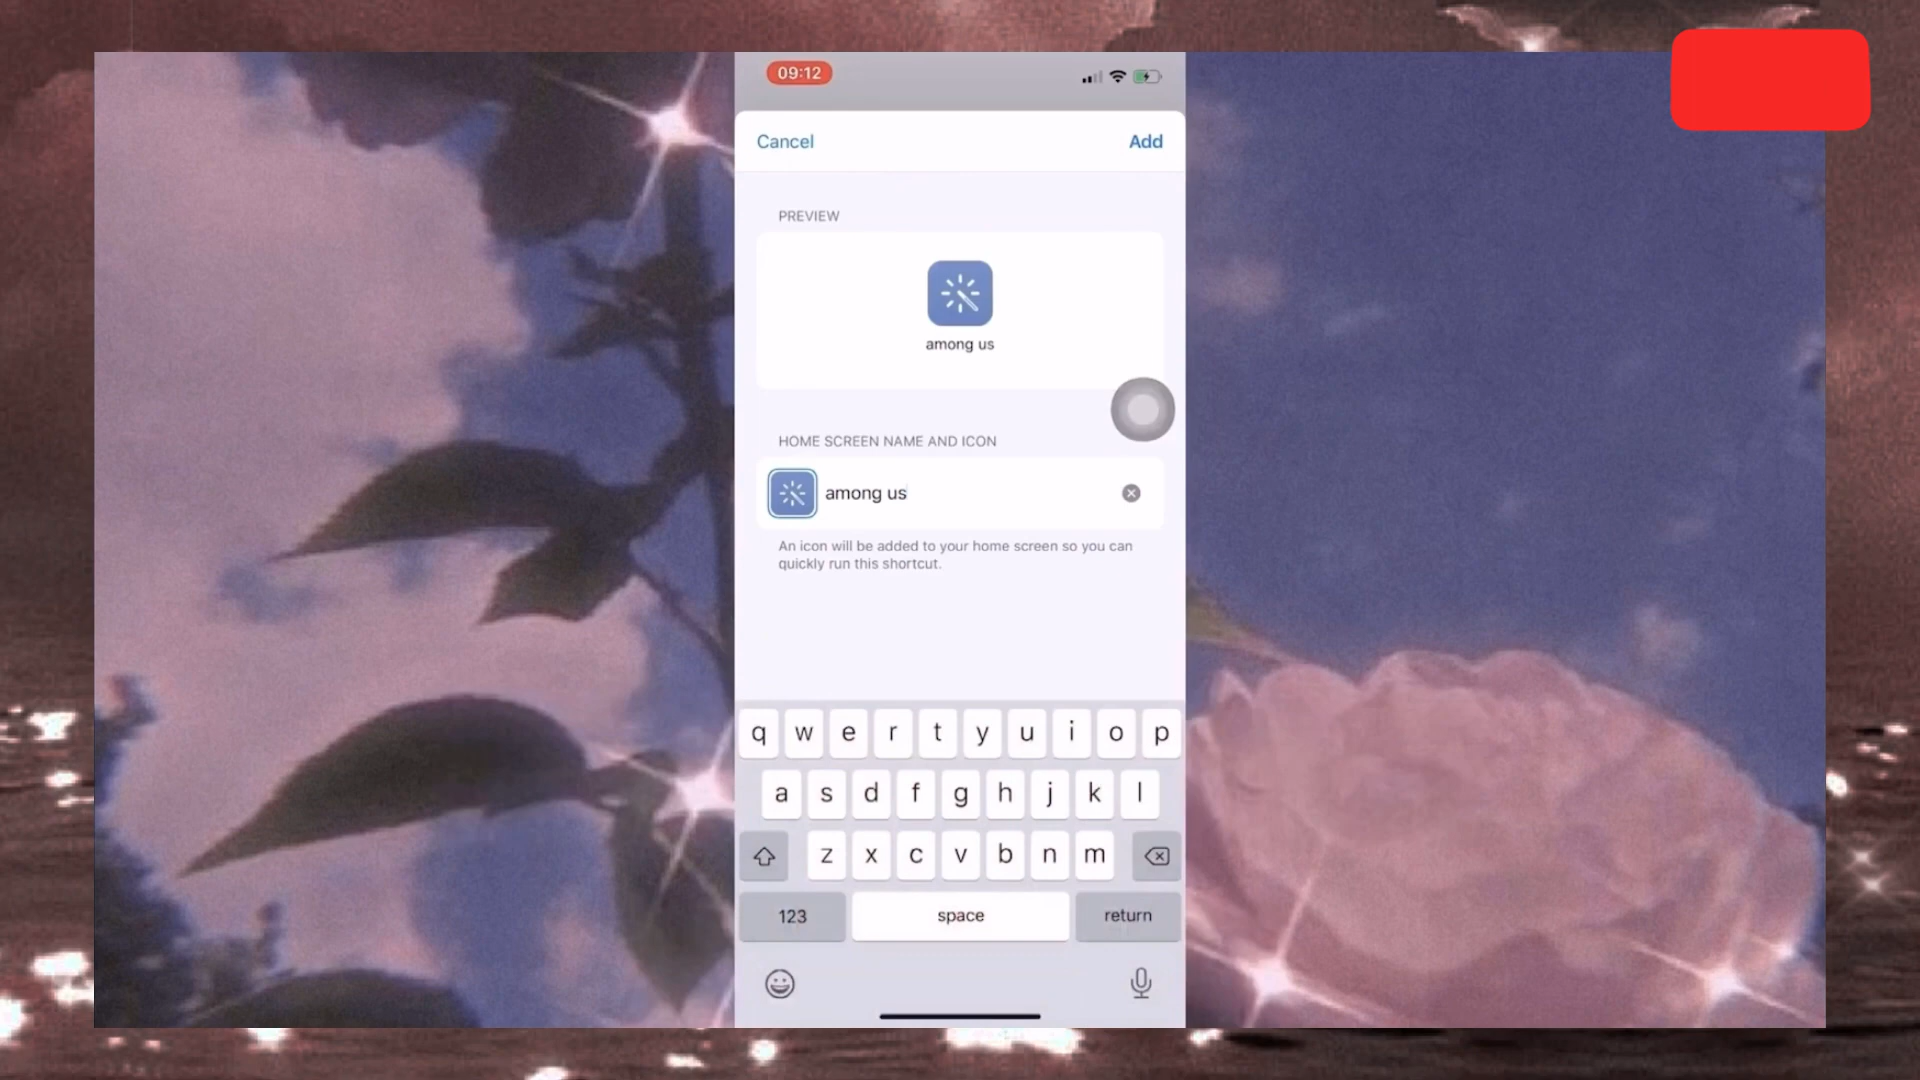 09:12
Cancel
Add
PREVIEW
among us
HOME SCREEN NAME AND ICON
among us
An icon will be added to your home screen so you can
quickly run this shortcut.
q w e r t y u i o p
a s d f g h j k l
z x c v b n m
123
space
return